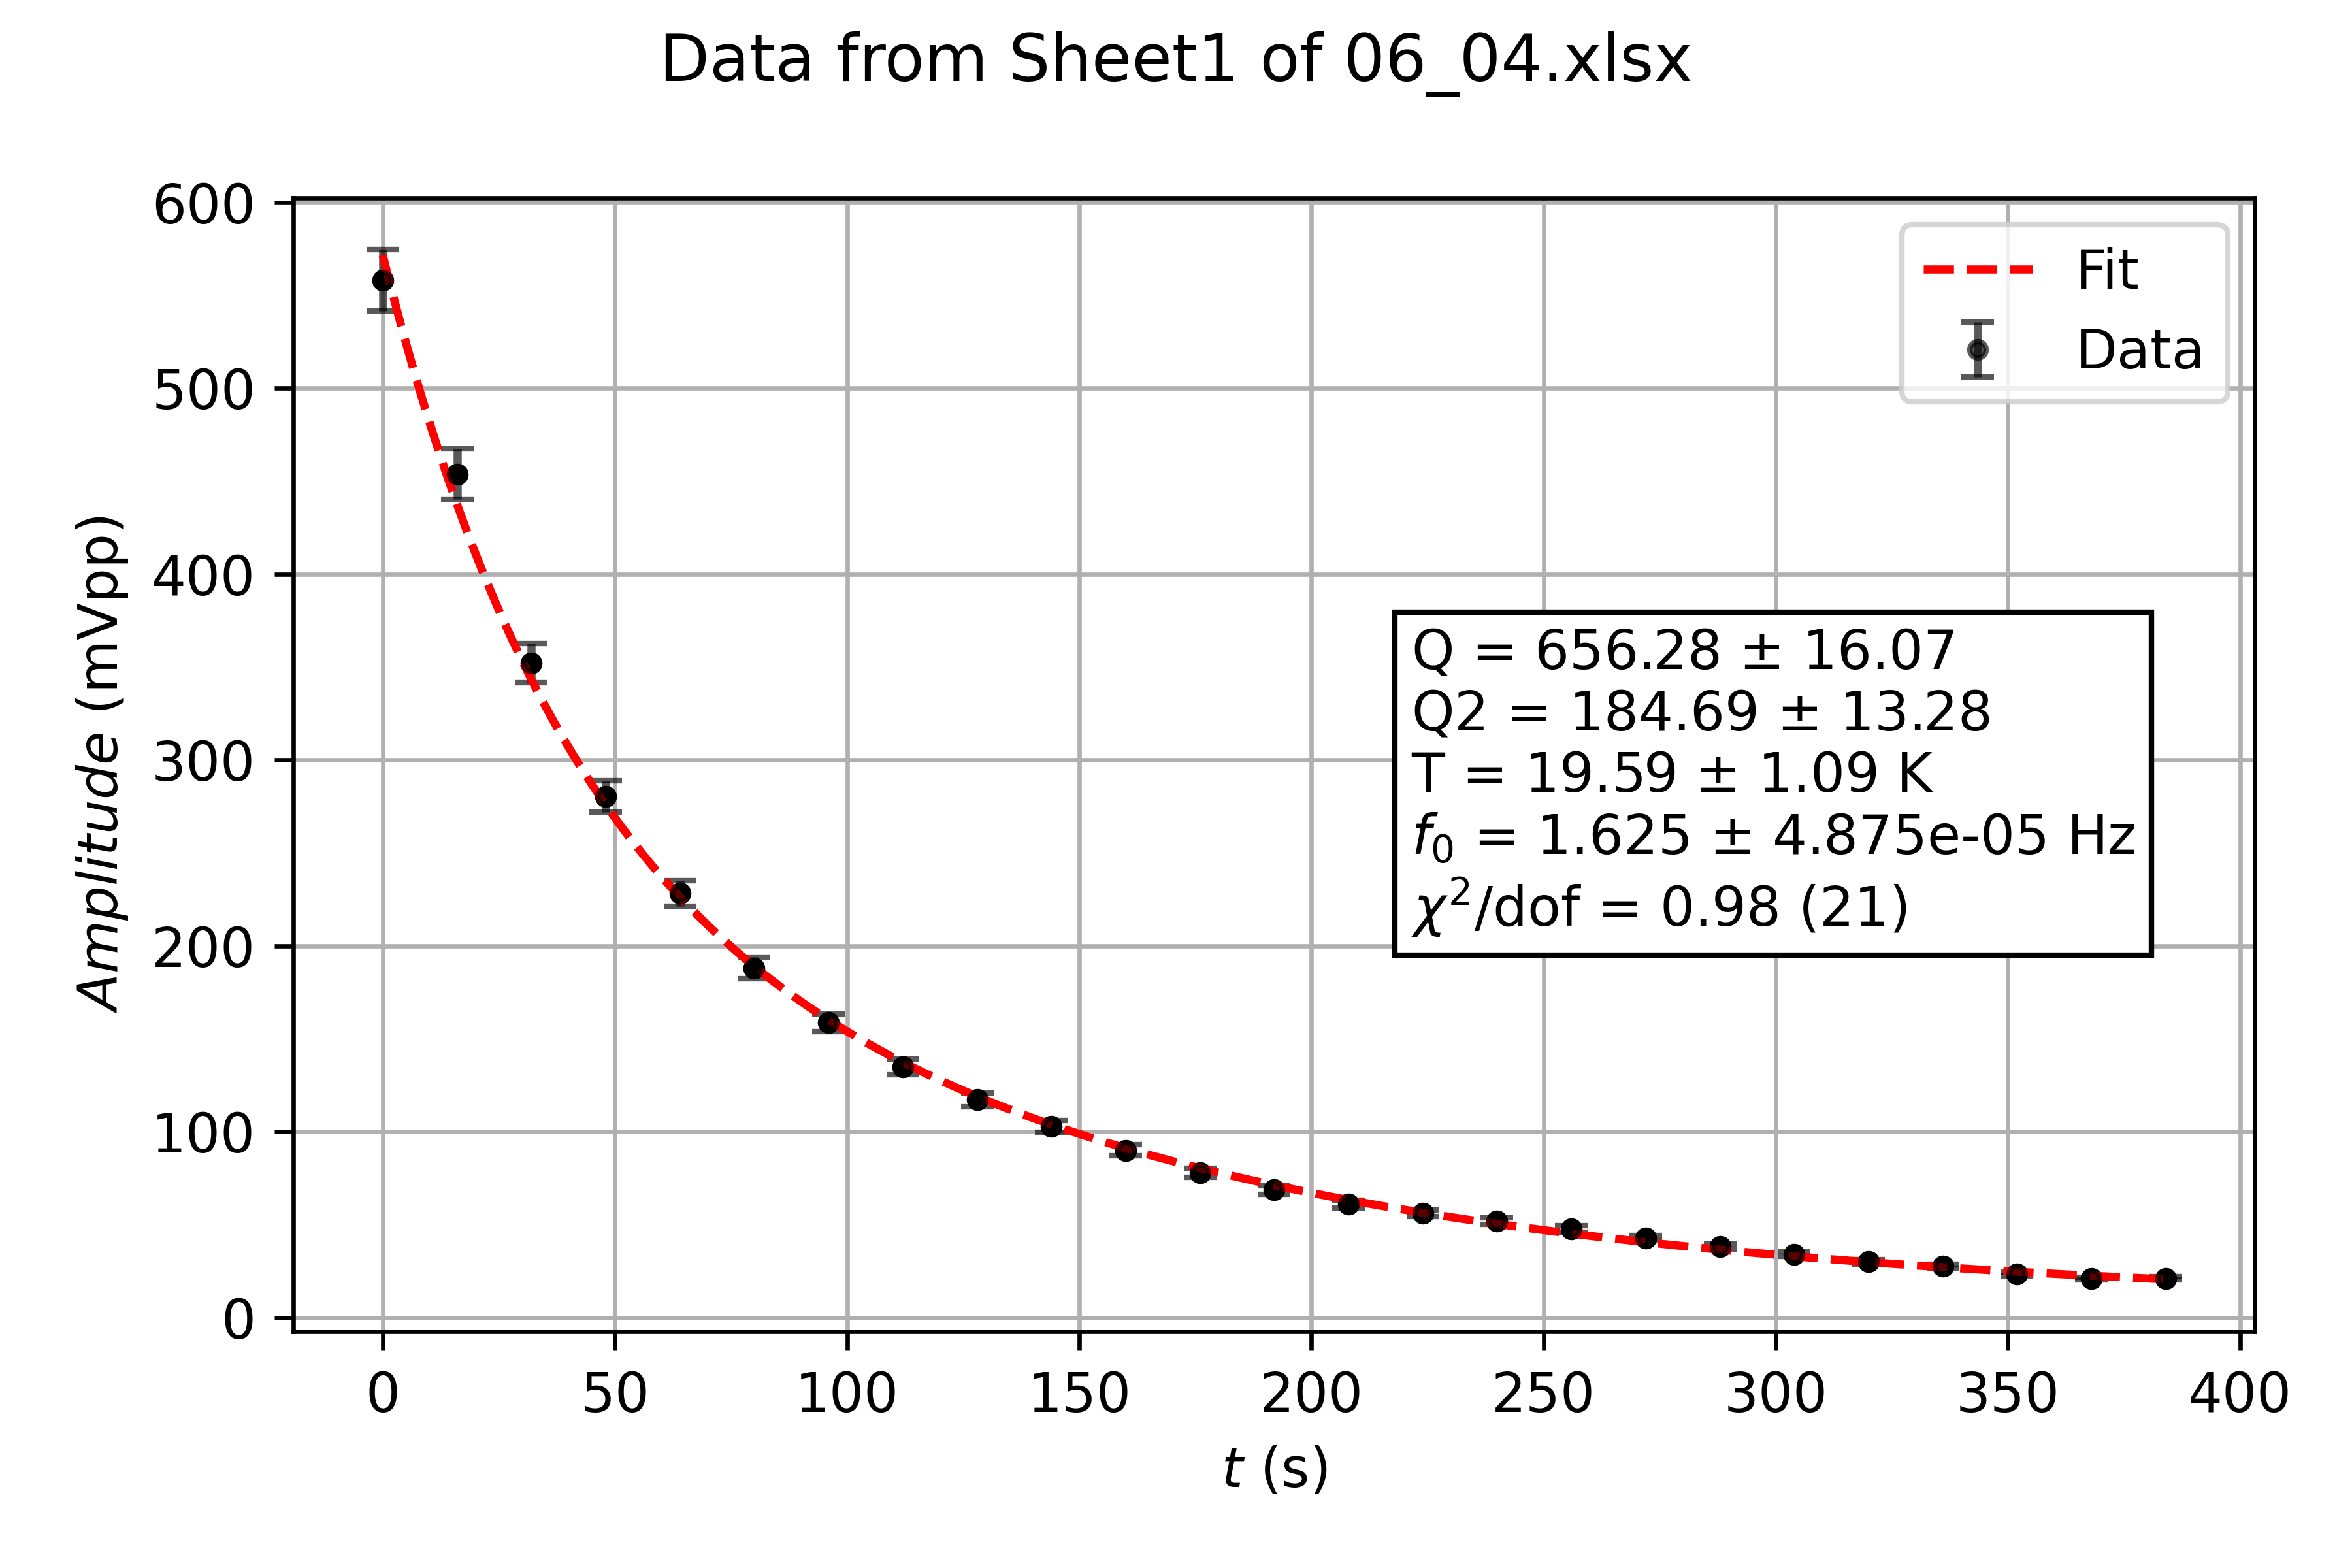 Data from Sheet1 of 06_04.xlsx
600
500
400
300
200
100
0
Amplitude (mVpp)
Fit
Data
Q = 656.28 ± 16.07
Q2 = 184.69 ± 13.28
T = 19.59 ± 1.09 K
f₀ = 1.625 ± 4.875e-05 Hz
χ²/dof = 0.98 (21)
0 50 100 150 200 250 300 350 400
t (s)